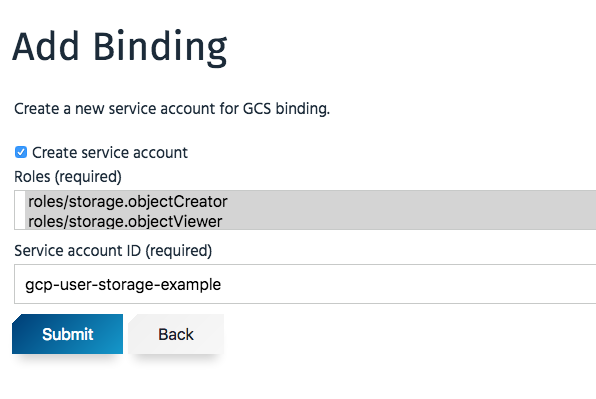 Add Binding
Create a new service account for GCS binding.
Create service account
Roles (required)
roles/storage.objectCreator
roles/storage.objectViewer
Service account ID (required)
gcp-user-storage-example
Submit
Back